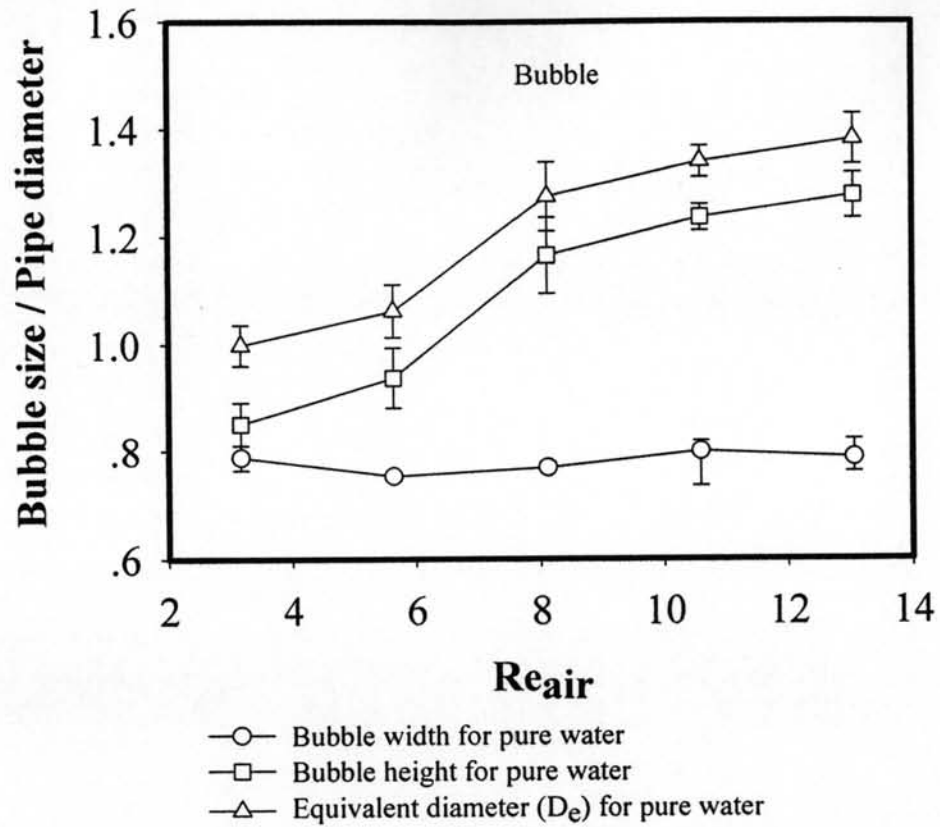 Bubble size / Pipe diameter
1.6
1.4
1.2
1.0
.8
.6
Bubble
2
4
6
8
10
12
14
Reair
Bubble width for pure water
Bubble height for pure water
Equivalent diameter (De) for pure water